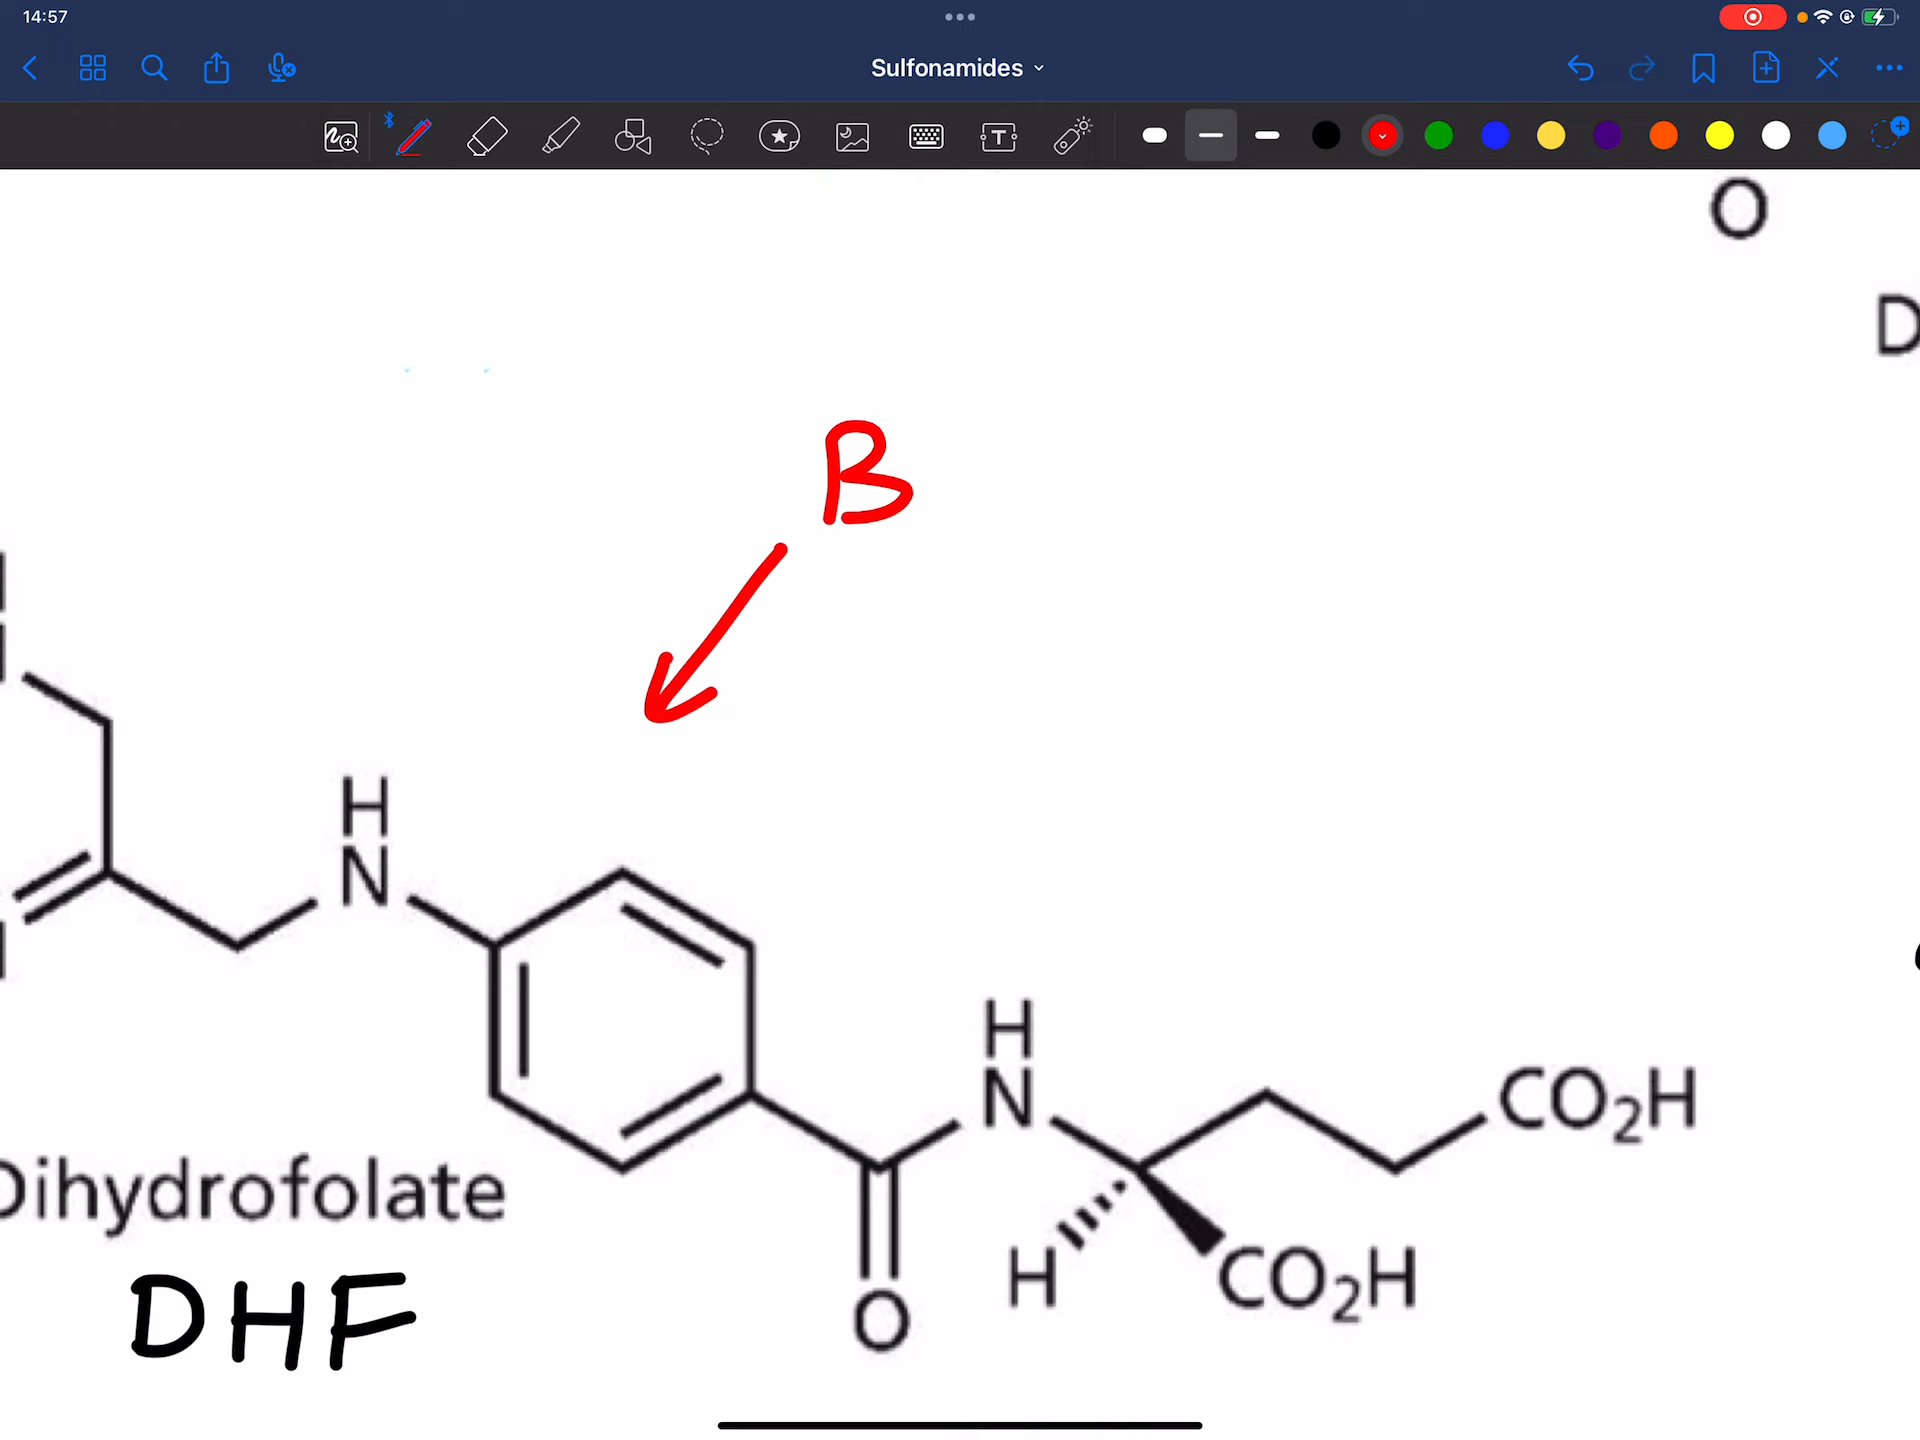 14:57
Sulfonamides
T
O
D
B
H
N
H
N
CO₂H
Dihydrofolate
H
CO₂H
O
DHF